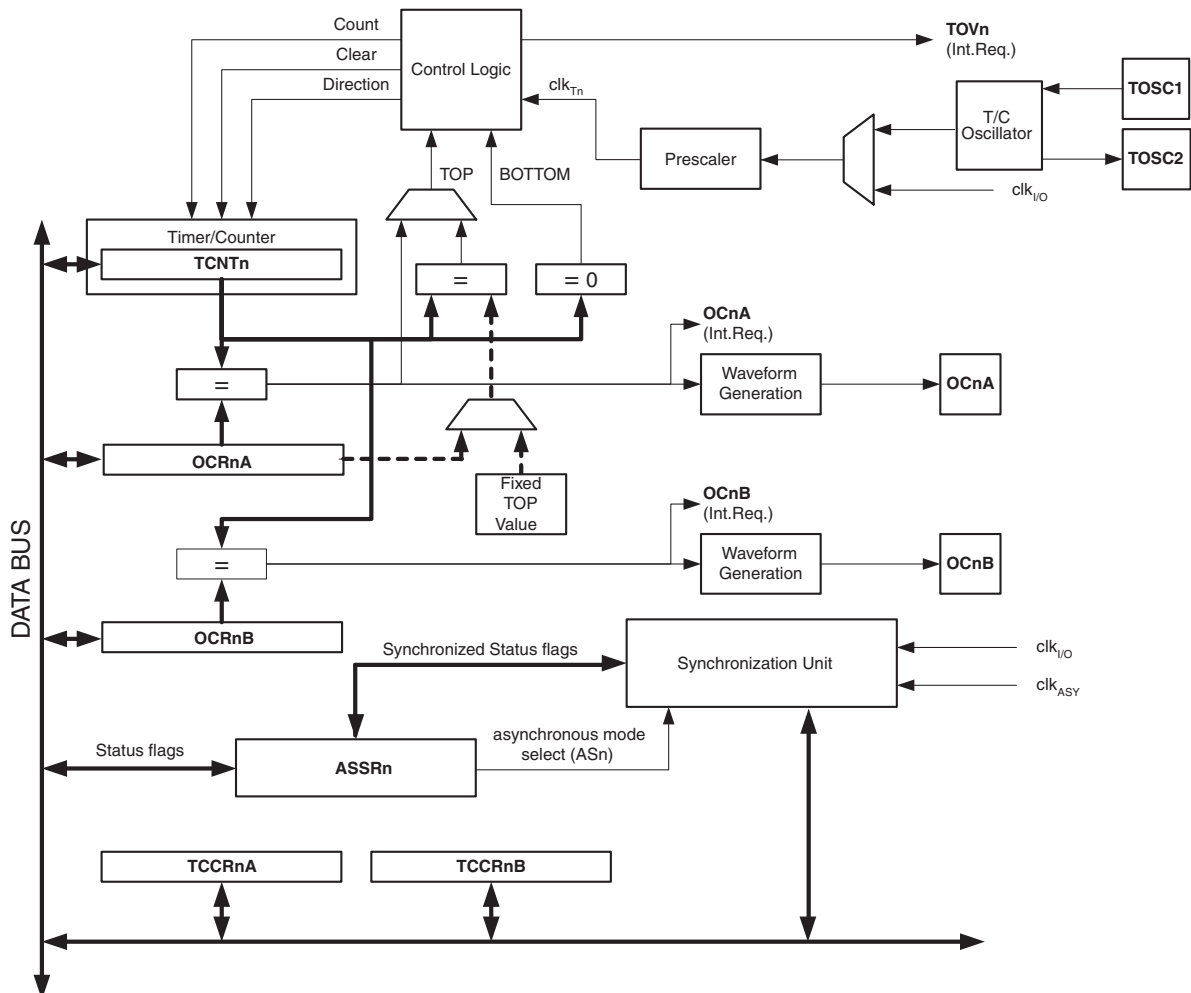 Count
TOVn
(Int.Req.)
Clear
Control Logic
Direction
clkTn
TOSC1
T/C
Oscillator
TOSC2
Prescaler
clkI/O
TOP
BOTTOM
Timer/Counter
TCNTn
=
= 0
OCnA
(Int.Req.)
=
Waveform
Generation
OCnA
OCRnA
Fixed
TOP
Value
OCnB
(Int.Req.)
=
Waveform
Generation
OCnB
DATA BUS
OCRnB
Synchronized Status flags
Synchronization Unit
clkI/O
clkASY
Status flags
ASSRn
asynchronous mode
select (ASn)
TCCRnA
TCCRnB